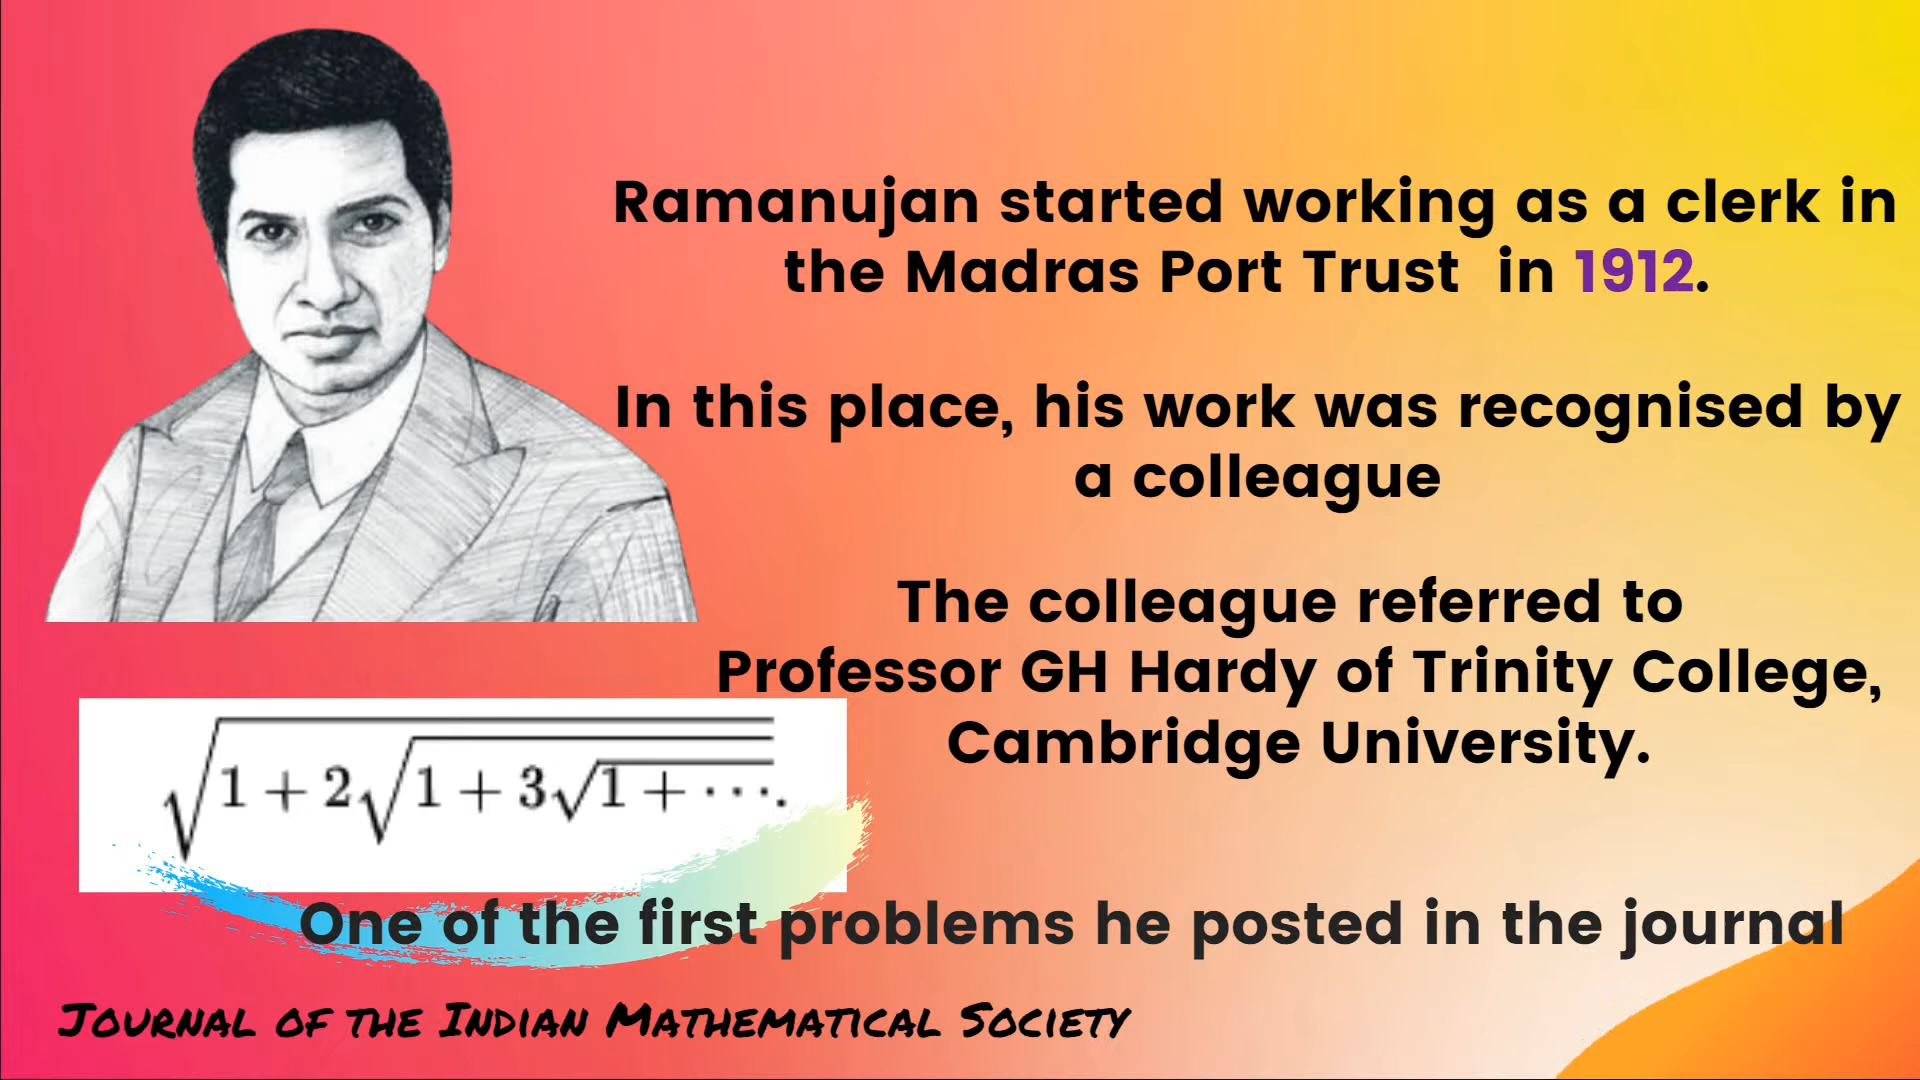 Ramanujan started working as a clerk in
the Madras Port Trust in 1912.
In this place, his work was recognised by
a colleague
The colleague referred to
Professor GH Hardy of Trinity College,
Cambridge University.
√(1 + 2√(1 + 3√(1 + ···.
One of the first problems he posted in the journal
Journal of the Indian Mathematical Society